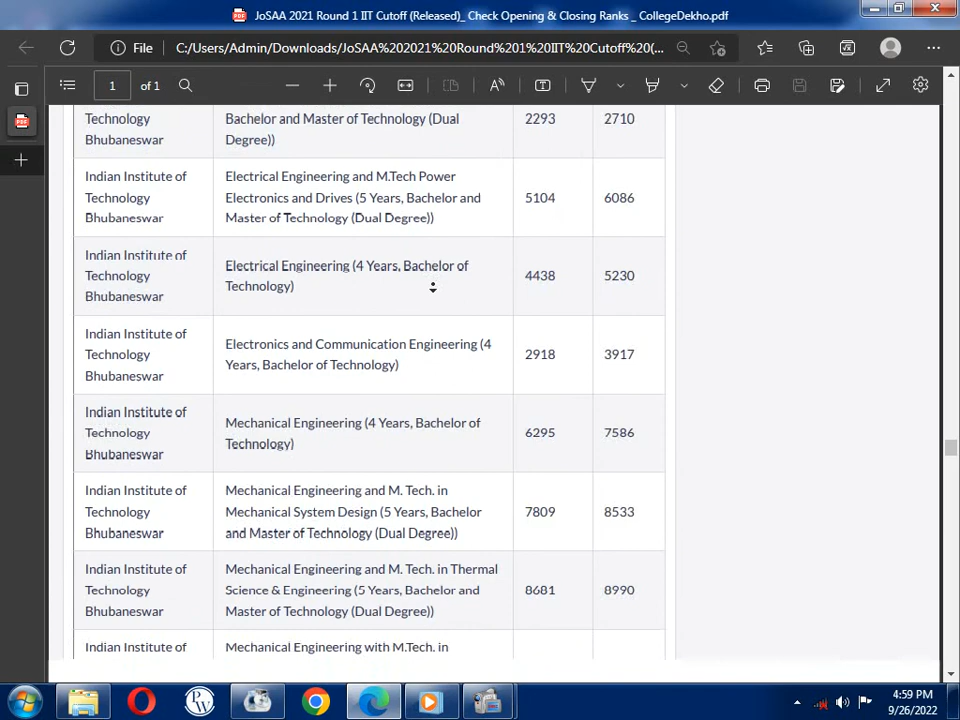 JoSAA 2021 Round 1 IIT Cutoff (Released)_ Check Opening & Closing Ranks _ CollegeDekho.pdf
File C:/Users/Admin/Downloads/JoSAA%202021%20Round%201%20IIT%20Cutoff%20(...
1 of 1
Technology
Bhubaneswar
Bachelor and Master of Technology (Dual
Degree))
2293 2710
Indian Institute of
Technology
Bhubaneswar
Electrical Engineering and M.Tech Power
Electronics and Drives (5 Years, Bachelor and
Master of Technology (Dual Degree))
5104 6086
Indian Institute of
Technology
Bhubaneswar
Electrical Engineering (4 Years, Bachelor of
Technology)
4438 5230
Indian Institute of
Technology
Bhubaneswar
Electronics and Communication Engineering (4
Years, Bachelor of Technology)
2918 3917
Indian Institute of
Technology
Bhubaneswar
Mechanical Engineering (4 Years, Bachelor of
Technology)
6295 7586
Indian Institute of
Technology
Bhubaneswar
Mechanical Engineering and M. Tech. in
Mechanical System Design (5 Years, Bachelor
and Master of Technology (Dual Degree))
7809 8533
Indian Institute of
Technology
Bhubaneswar
Mechanical Engineering and M. Tech. in Thermal
Science & Engineering (5 Years, Bachelor and
Master of Technology (Dual Degree))
8681 8990
Indian Institute of
Mechanical Engineering with M.Tech. in
4:59 PM
9/26/2022